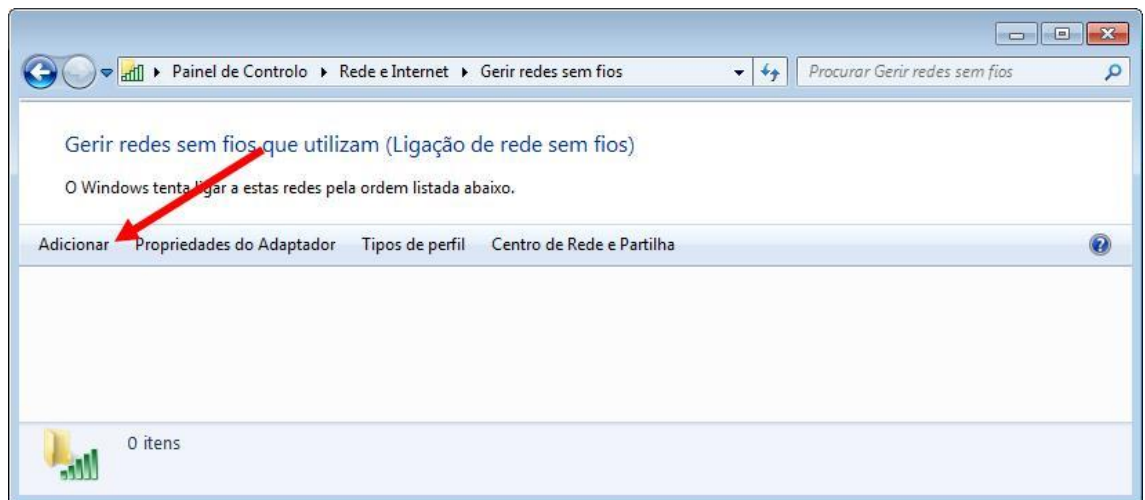 Painel de Controlo Rede e Internet Gerir redes sem fios Procurar Gerir redes sem fios
Gerir redes sem fios que utilizam (Ligação de rede sem fios)
O Windows tenta ligar a estas redes pela ordem listada abaixo.
Adicionar Propriedades do Adaptador Tipos de perfil Centro de Rede e Partilha
0 itens